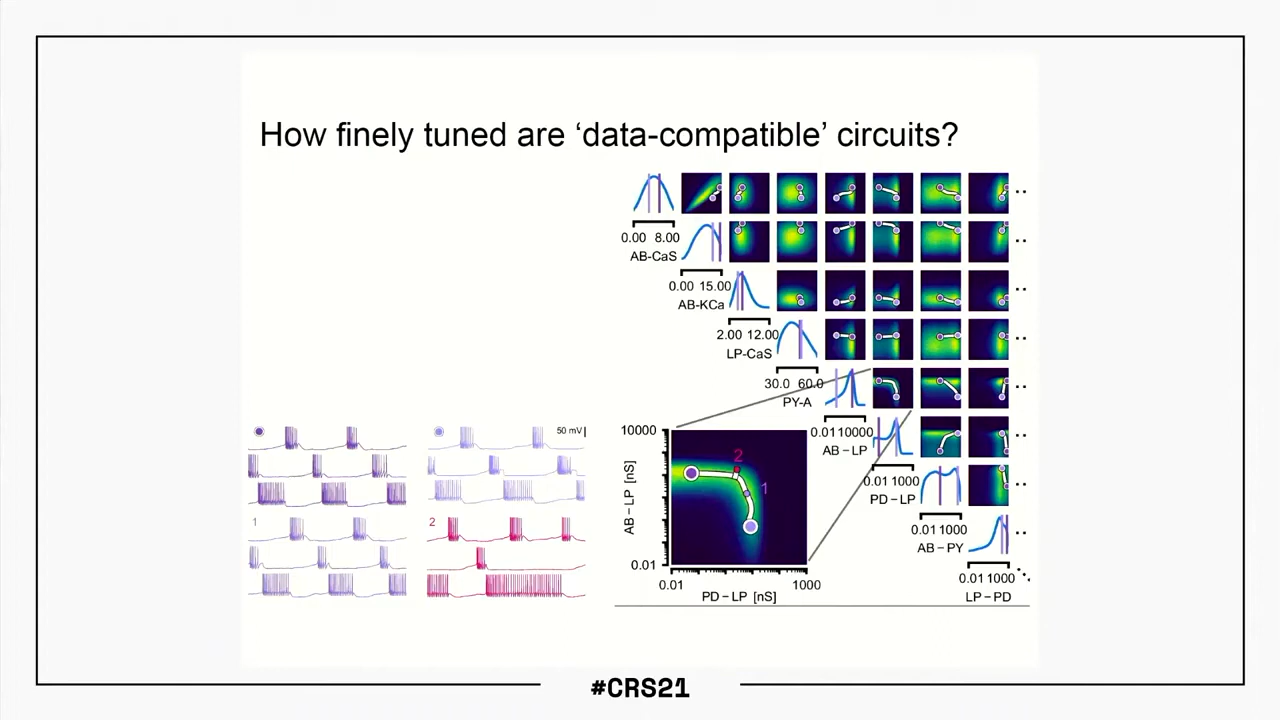 How finely tuned are ‘data-compatible’ circuits?
0.00 8.00
AB-CaS
0.00 15.00
AB-KCa
2.00 12.00
LP-CaS
30.0 60.0
PY-A
0.01 10000
AB – LP
0.01 1000
PD – LP
0.01 1000
AB – PY
0.01 1000
LP – PD
50 mV
1
2
10000
AB – LP [nS]
0.01
2
1
0.01
1000
PD – LP [nS]
#CRS21